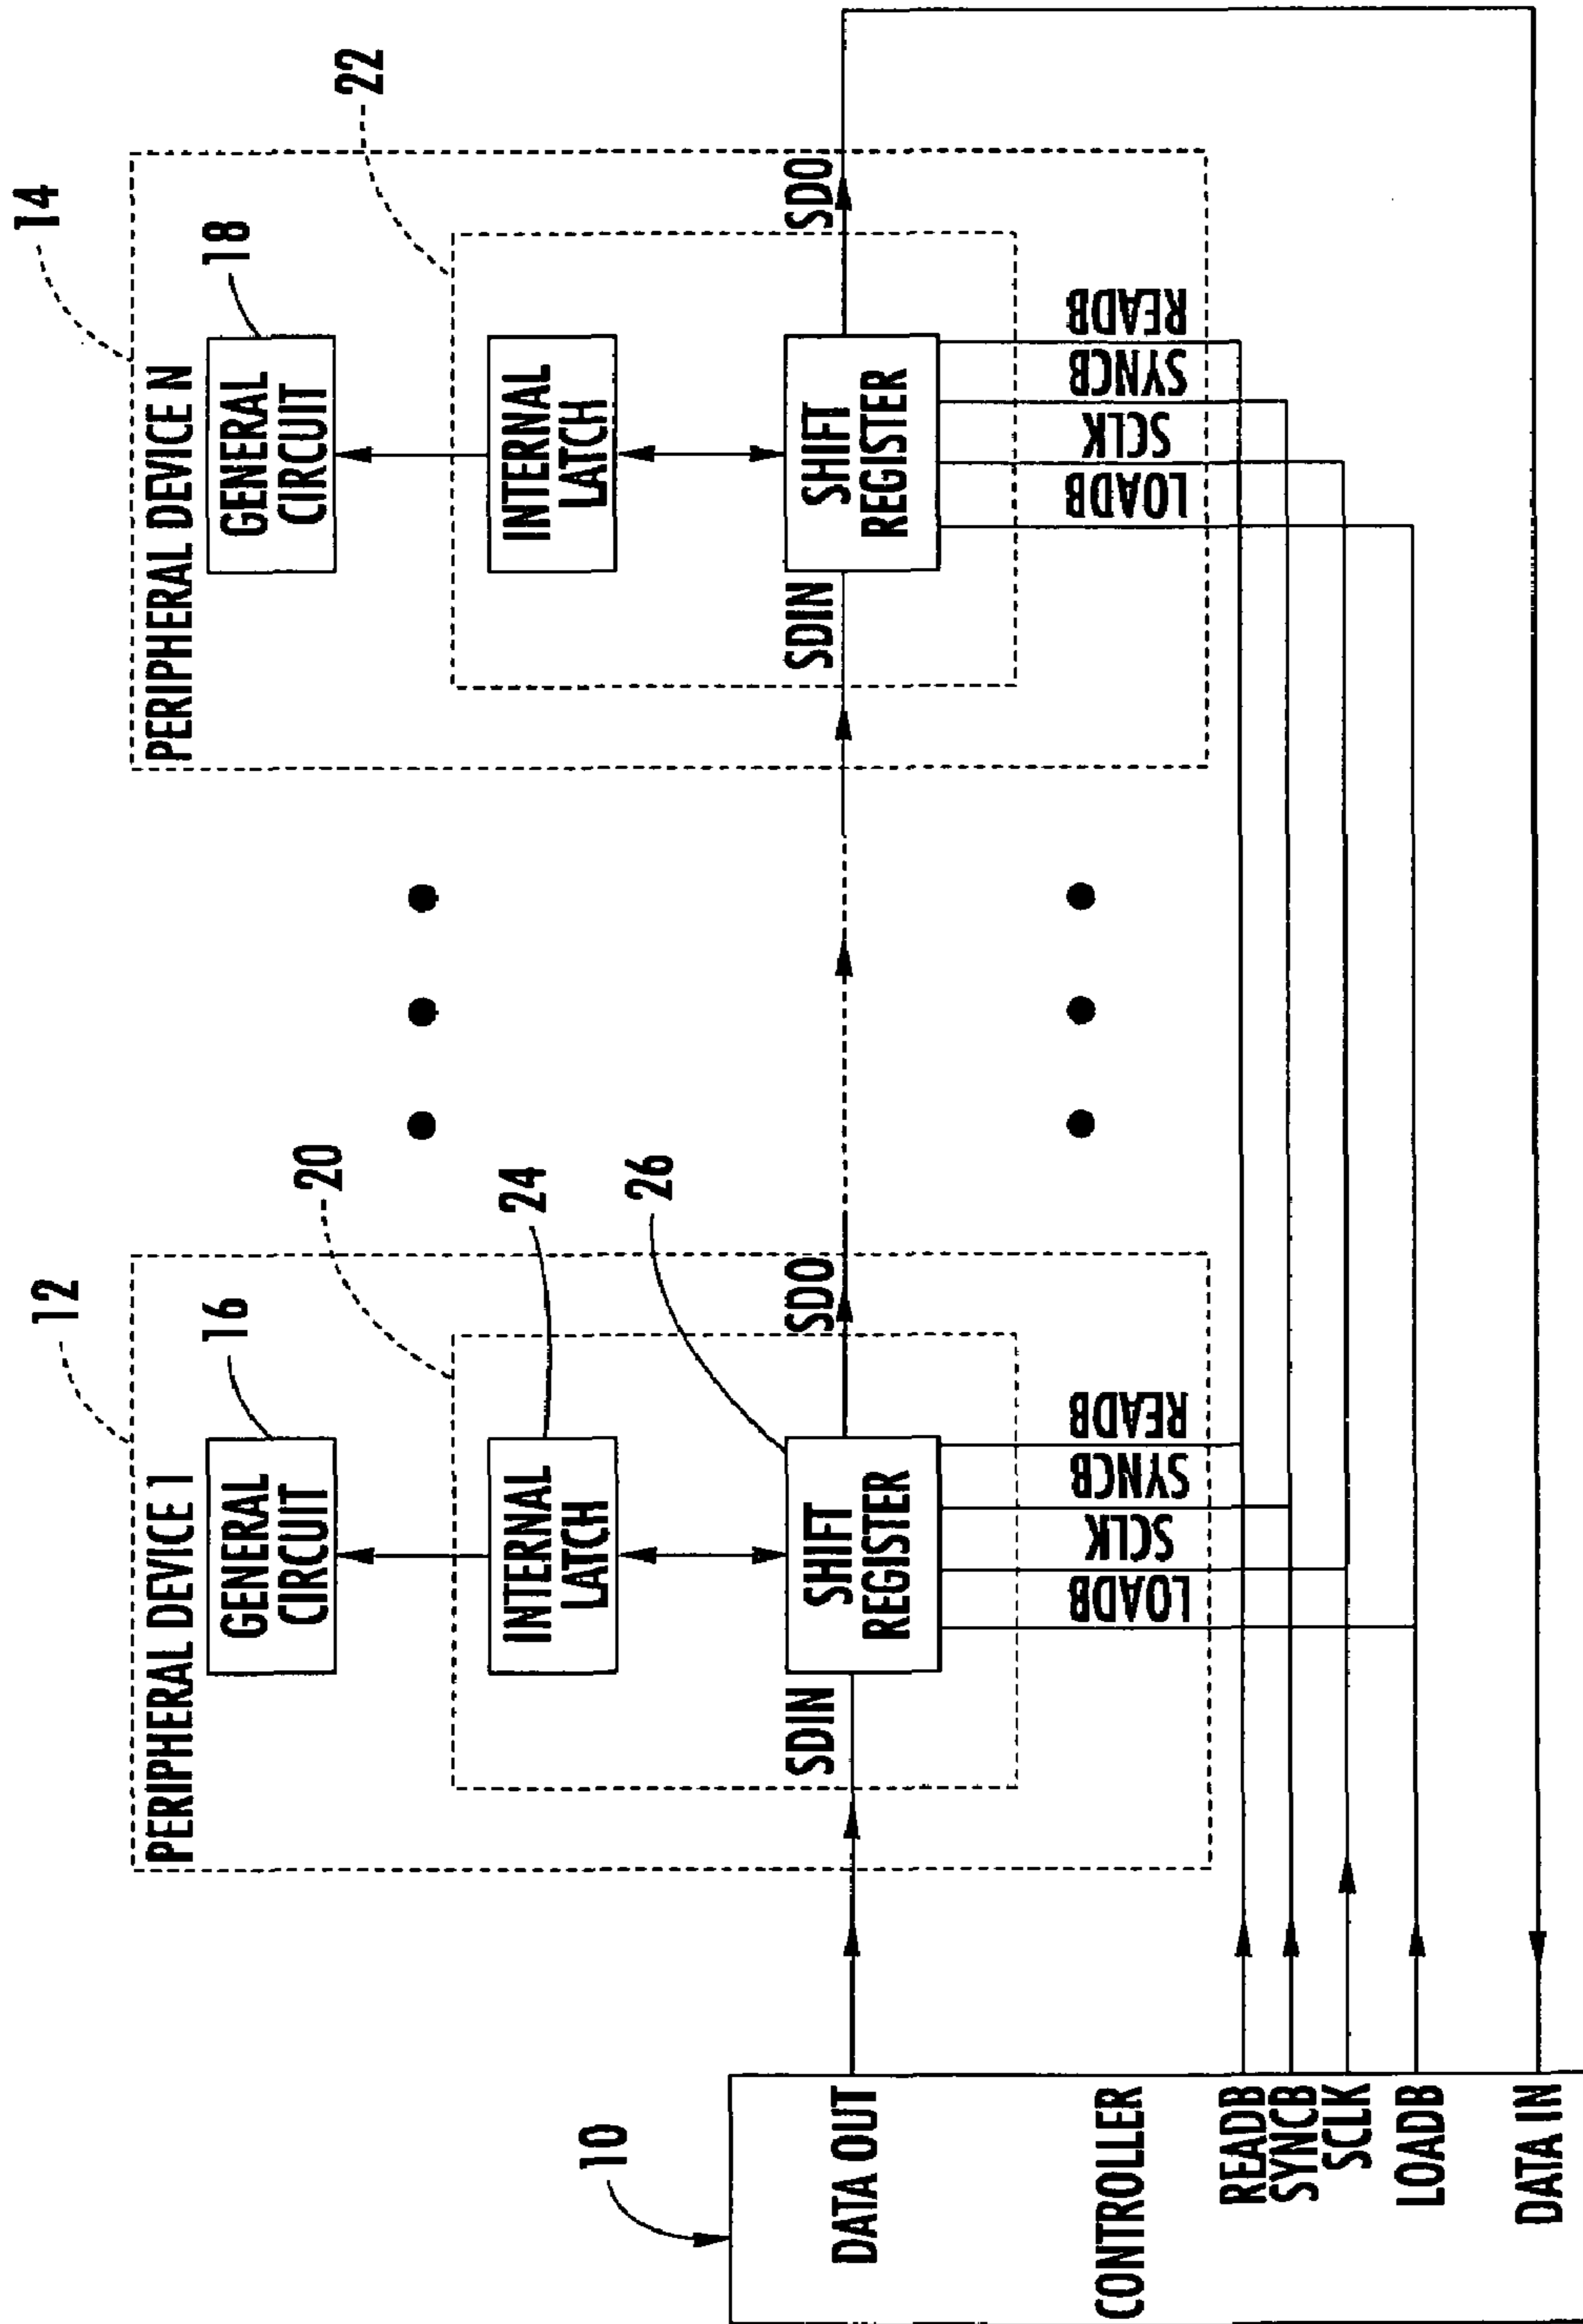 14
22
12
PERIPHERAL DEVICE 1
GENERAL
CIRCUIT
16
20
INTERNAL
LATCH
24
SDIN
SHIFT
REGISTER
26
SDO
LOADB
SCLK
SYNCB
READB
PERIPHERAL DEVICE N
GENERAL
CIRCUIT
18
INTERNAL
LATCH
SDIN
SHIFT
REGISTER
SDO
LOADB
SCLK
SYNCB
READB
10
DATA OUT
CONTROLLER
READB
SYNCB
SCLK
LOADB
DATA IN